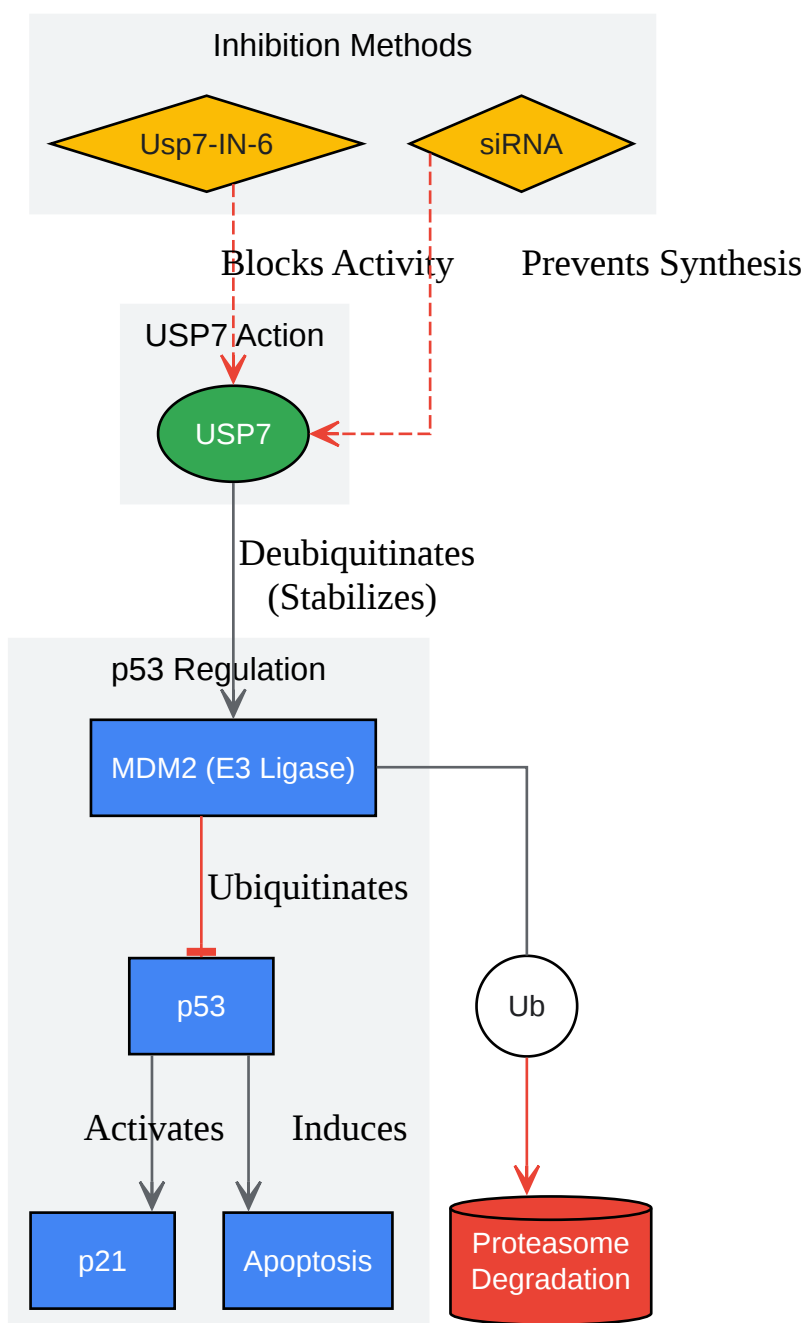 Inhibition Methods
Usp7-IN-6
siRNA
Blocks Activity
Prevents Synthesis
USP7 Action
USP7
Deubiquitinates
(Stabilizes)
p53 Regulation
MDM2 (E3 Ligase)
Ubiquitinates
p53
Ub
Activates
Induces
p21
Apoptosis
Proteasome
Degradation